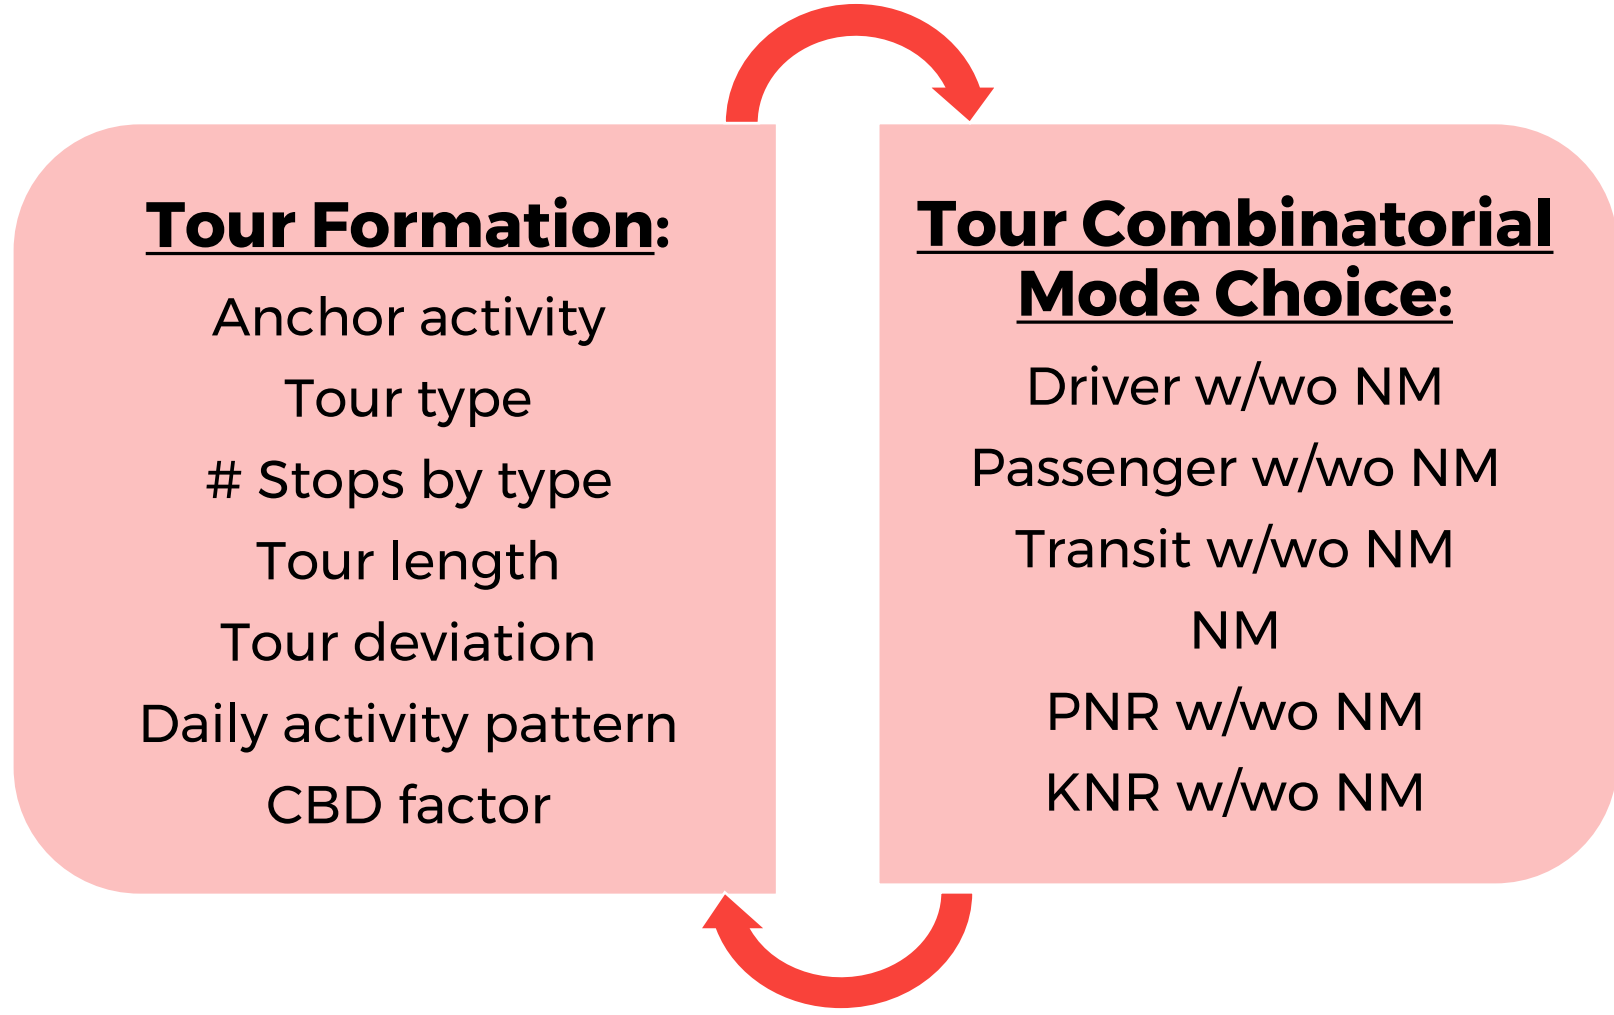 Tour Formation:
Anchor activity
Tour type
# Stops by type
Tour length
Tour deviation
Daily activity pattern
CBD factor
Tour Combinatorial
Mode Choice:
Driver w/wo NM
Passenger w/wo NM
Transit w/wo NM
NM
PNR w/wo NM
KNR w/wo NM